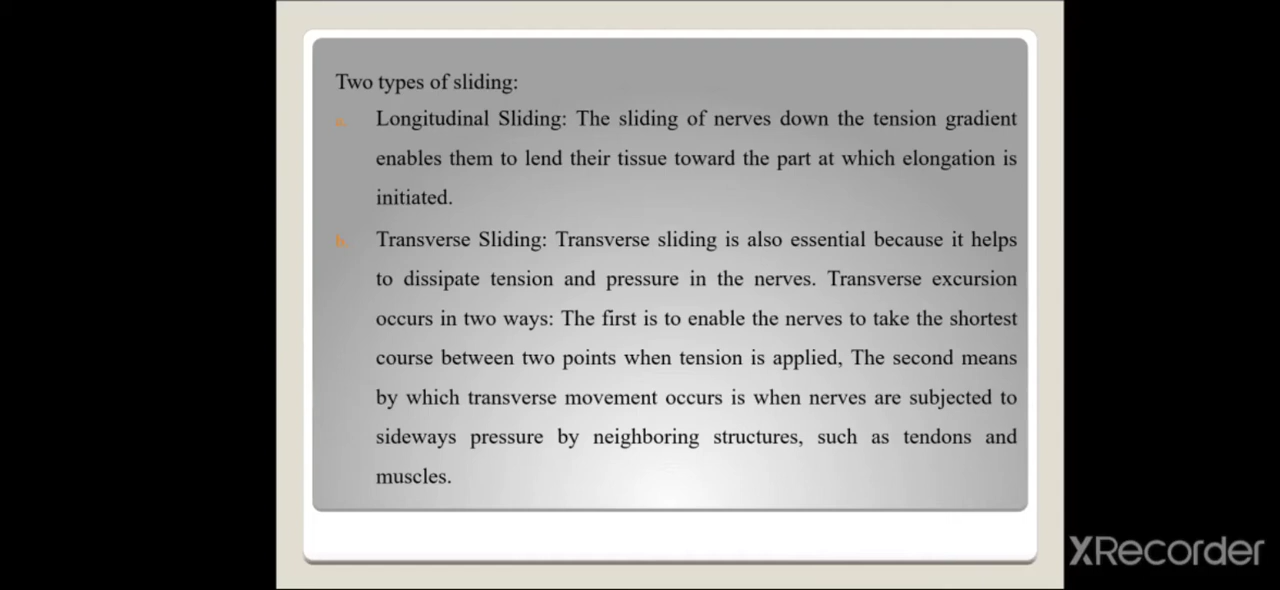 Two types of sliding:
a. Longitudinal Sliding: The sliding of nerves down the tension gradient
enables them to lend their tissue toward the part at which elongation is
initiated.
b. Transverse Sliding: Transverse sliding is also essential because it helps
to dissipate tension and pressure in the nerves. Transverse excursion
occurs in two ways: The first is to enable the nerves to take the shortest
course between two points when tension is applied, The second means
by which transverse movement occurs is when nerves are subjected to
sideways pressure by neighboring structures, such as tendons and
muscles.
XRecorder